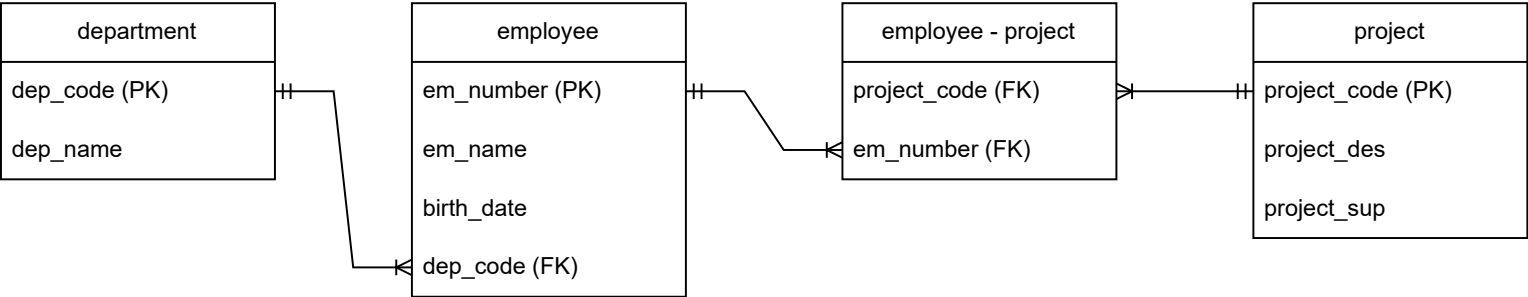 department
dep_code (PK)
dep_name
employee
em_number (PK)
em_name
birth_date
dep_code (FK)
employee - project
project_code (FK)
em_number (FK)
project
project_code (PK)
project_des
project_sup